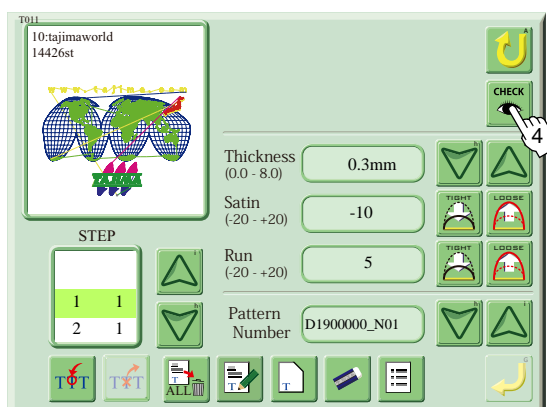 T011
10:tajimaworld
14426st
A
CHECK
4
Thickness
(0.0 - 8.0)
0.3mm
Satin
(-20 - +20)
-10
TIGHT
LOOSE
Run
(-20 - +20)
5
TIGHT
LOOSE
STEP
1 1
2 1
Pattern
Number
D1900000_N01
T T T
T T T
T
ALL
T
T